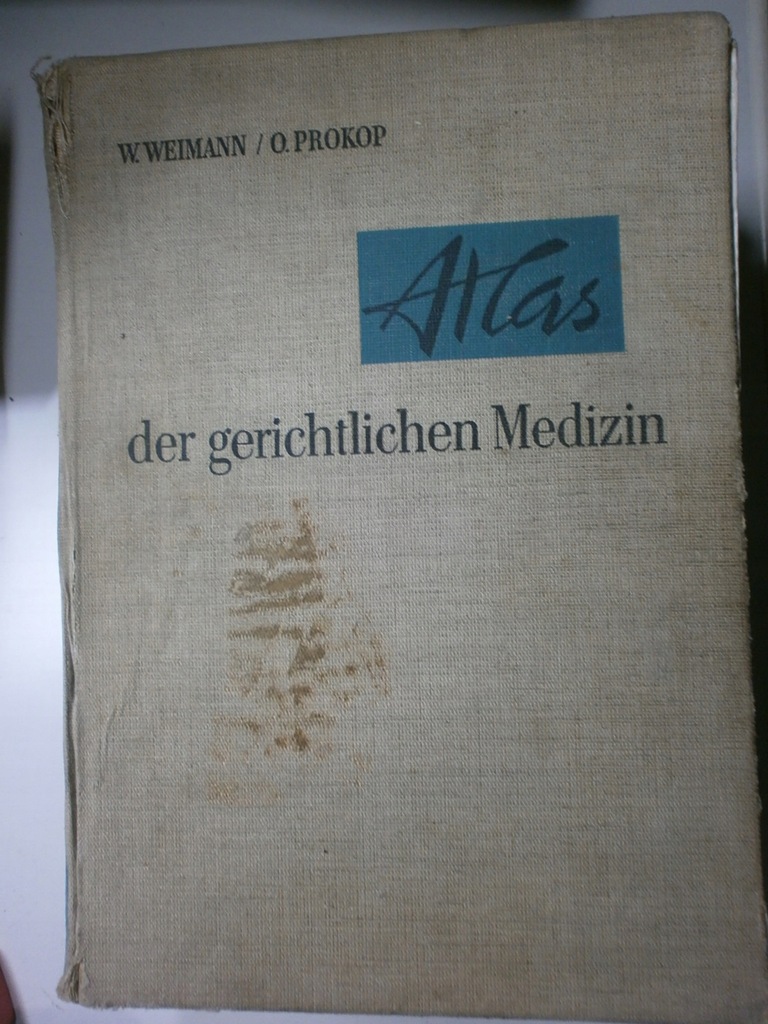 W. WEIMANN / O. PROKOP
Atlas
der gerichtlichen Medizin